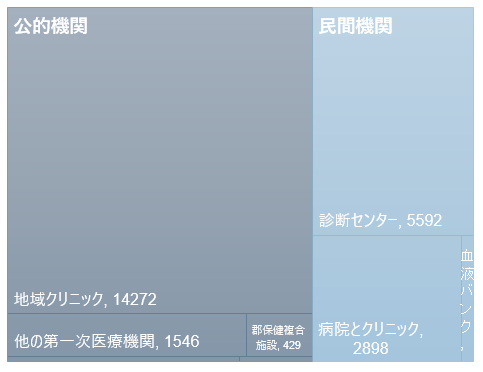 公的機関
民間機関
地域クリニック, 14272
他の第一次医療機関, 1546
郡保健複合
施設, 429
診断センター, 5592
病院とクリニック,
2898
血
液
バ
ン
ク
,